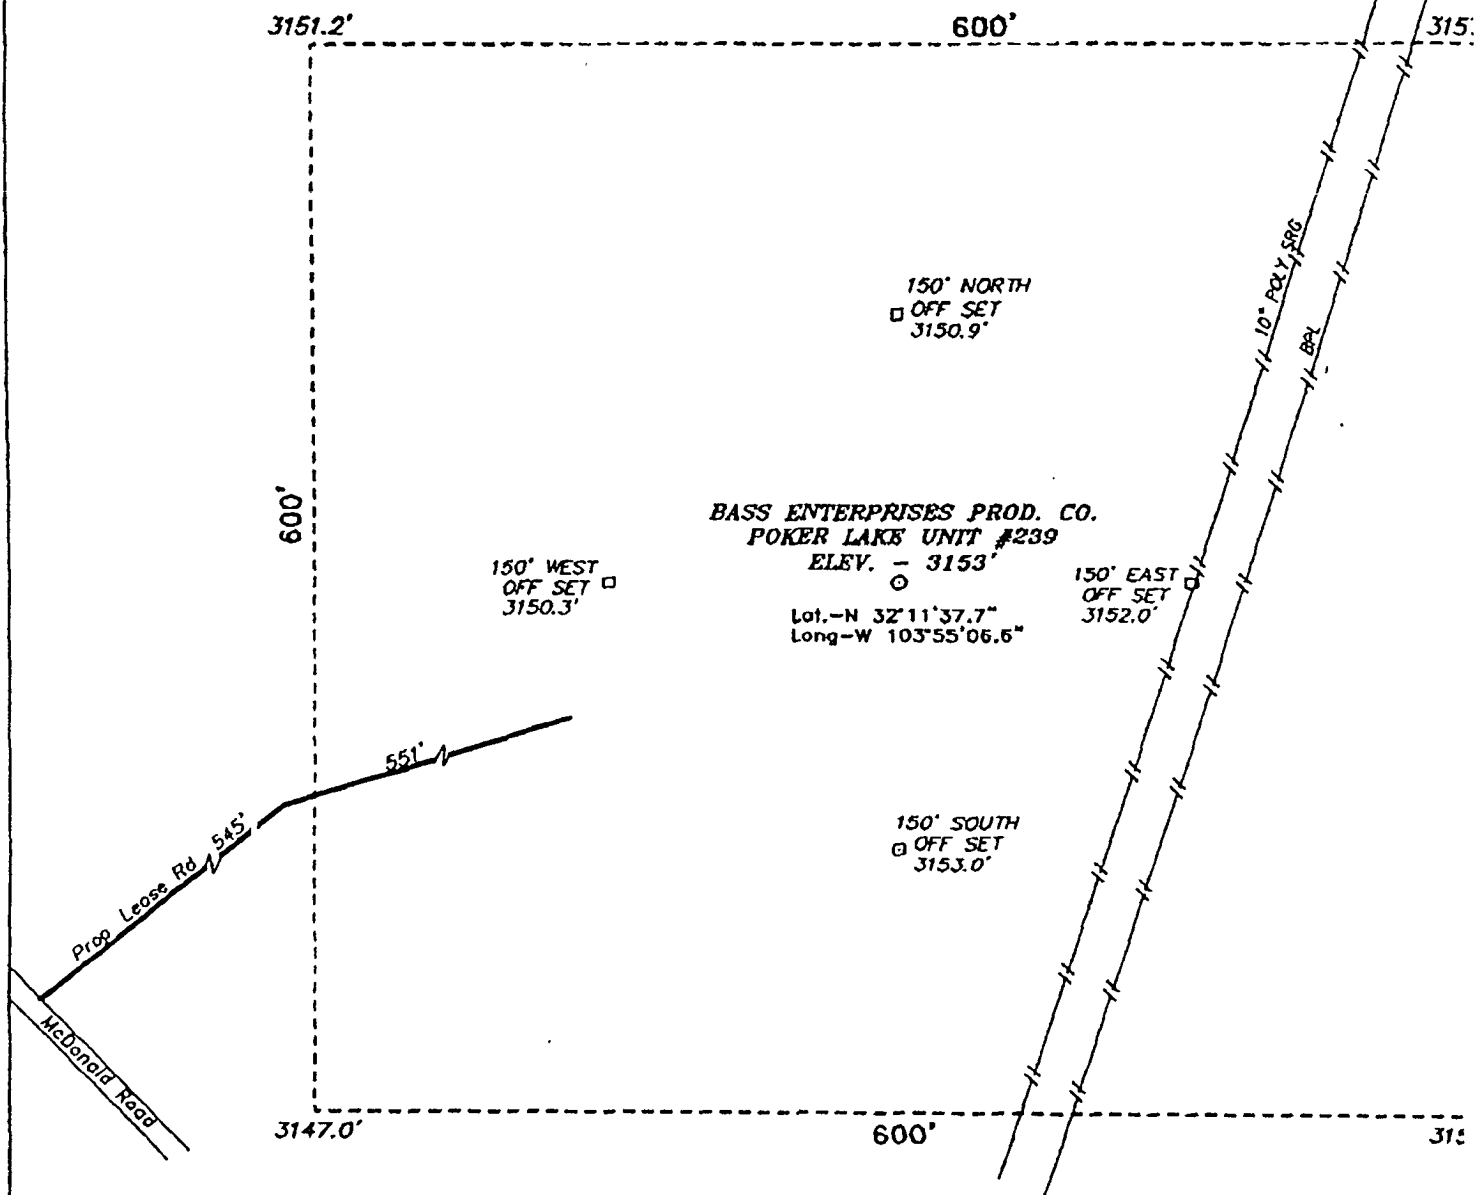 3151.2'
600'
150' NORTH
OFF SET
3150.9'
10" POLY SRG
BPL
600'
BASS ENTERPRISES PROD. CO.
POKER LAKE UNIT #239
ELEV. - 3153'
150' WEST
OFF SET
3150.3'
150' EAST
OFF SET
3152.0'
Lat.-N 32°11'37.7"
Long-W 103°55'06.6"
551'
545'
Prop Lease Rd
150' SOUTH
OFF SET
3153.0'
McDonald Road
3147.0'
600'